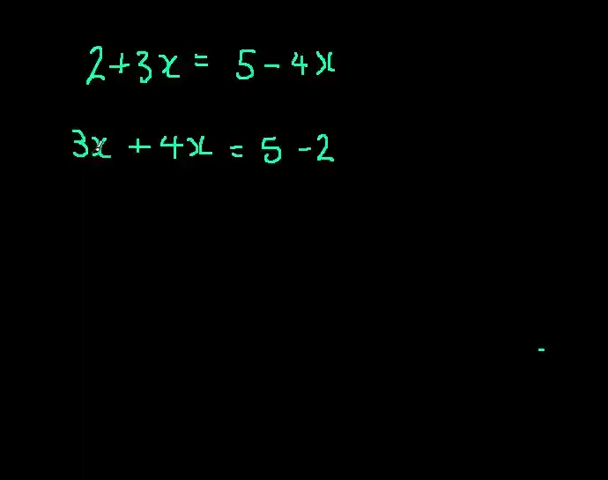 2+3x = 5-4x
3x + 4x = 5 -2